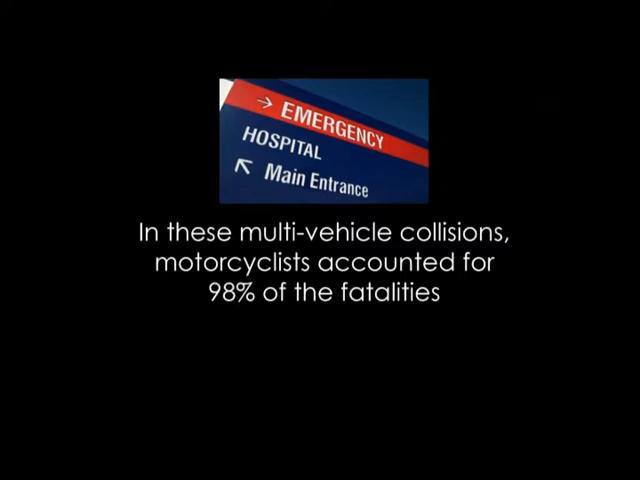 → EMERGENCY
HOSPITAL
↖ Main Entrance
In these multi-vehicle collisions,
motorcyclists accounted for
98% of the fatalities